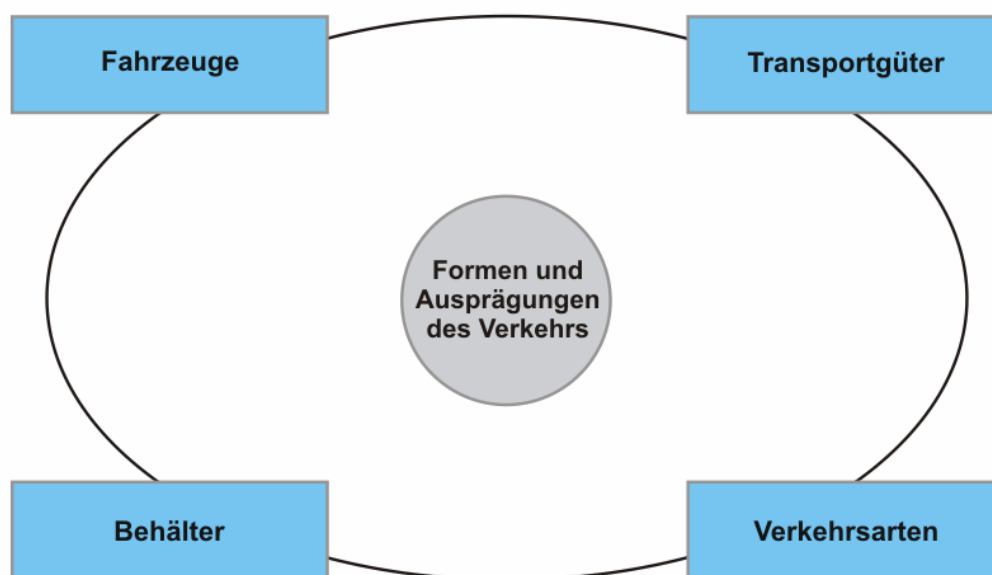 Fahrzeuge
Transportgüter
Formen und
Ausprägungen
des Verkehrs
Behälter
Verkehrsarten